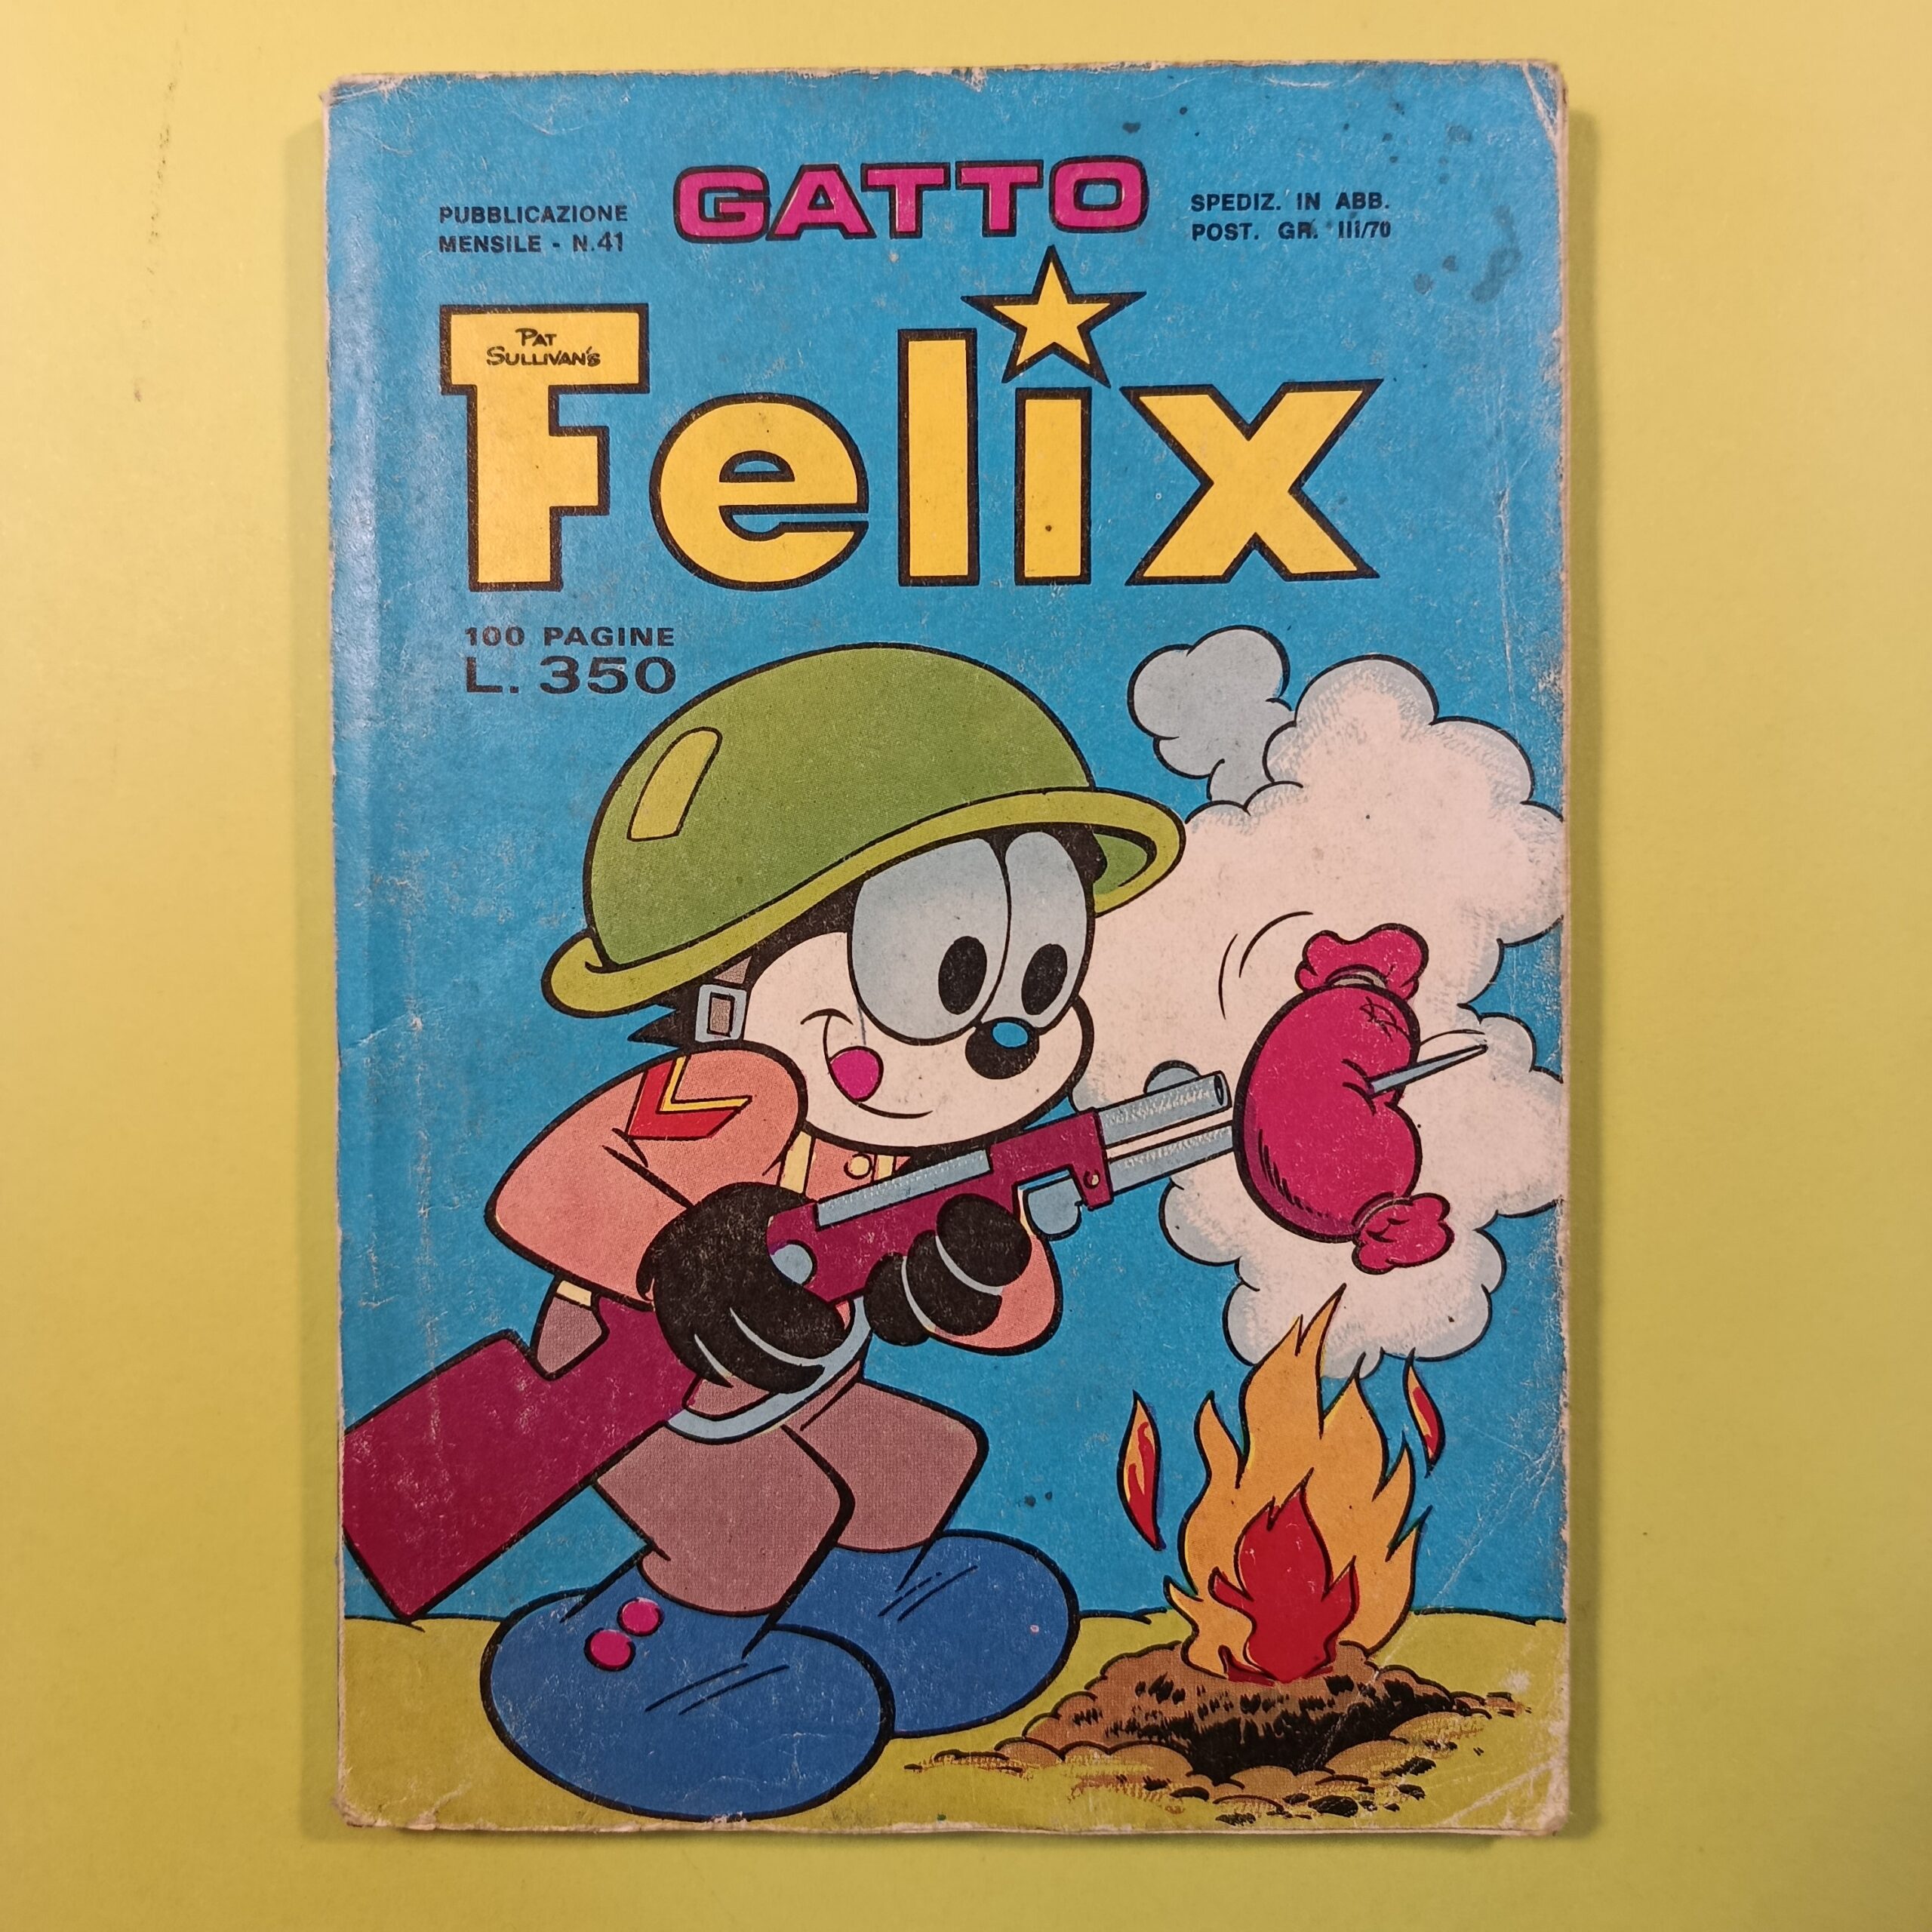 GATTO
PUBBLICAZIONE
MENSILE - N.41
SPEDIZ. IN ABB.
POST. GR. III/70
PAT
SULLIVAN'S
Felix
100 PAGINE
L. 350